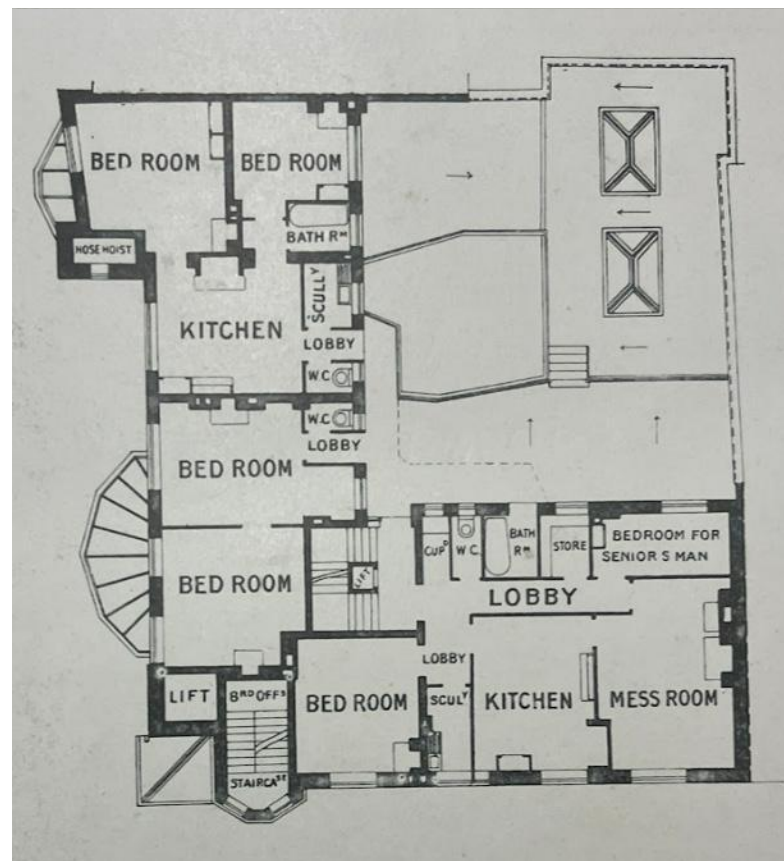 BED ROOM
BED ROOM
BATH RM
HOSE HOIST
SCULLY
KITCHEN
LOBBY
W.C
W.C
LOBBY
BED ROOM
BED ROOM
LIFT
CUPD
W.C.
BATH
RM
STORE
BEDROOM FOR
SENIOR S MAN
LOBBY
LOBBY
BED ROOM
SCULY
KITCHEN
MESS ROOM
LIFT
BRD OFFS
STAIRCASE